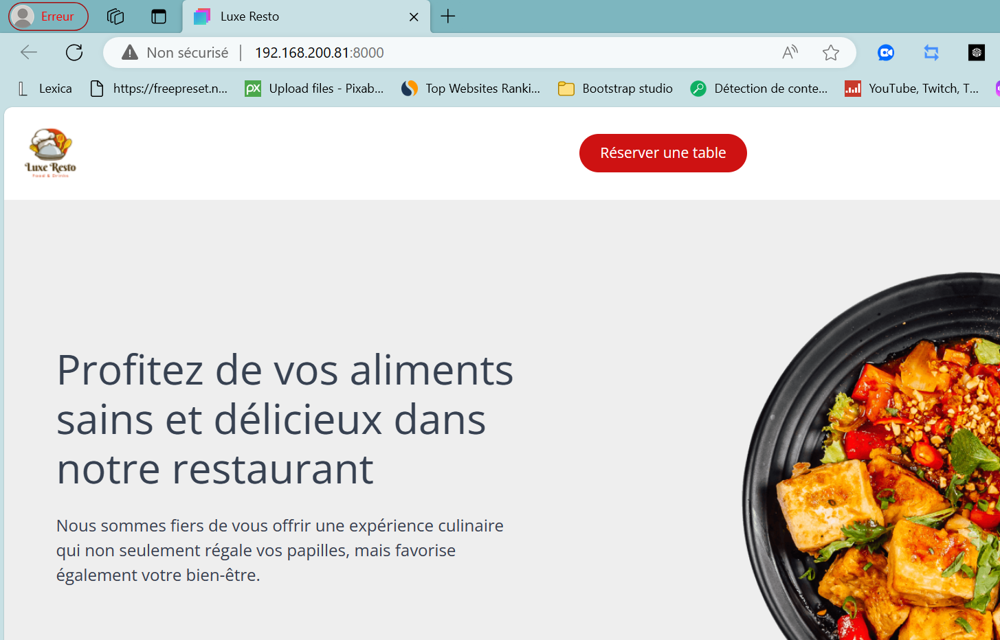 Erreur
Luxe Resto
Non sécurisé
192.168.200.81:8000
Lexica
https://freepreset.n...
Upload files - Pixab...
Top Websites Ranki...
Bootstrap studio
Détection de conte...
YouTube, Twitch, T...
Luxe Resto
Food & Drinks
Réserver une table
Profitez de vos aliments
sains et délicieux dans
notre restaurant
Nous sommes fiers de vous offrir une expérience culinaire
qui non seulement régale vos papilles, mais favorise
également votre bien-être.